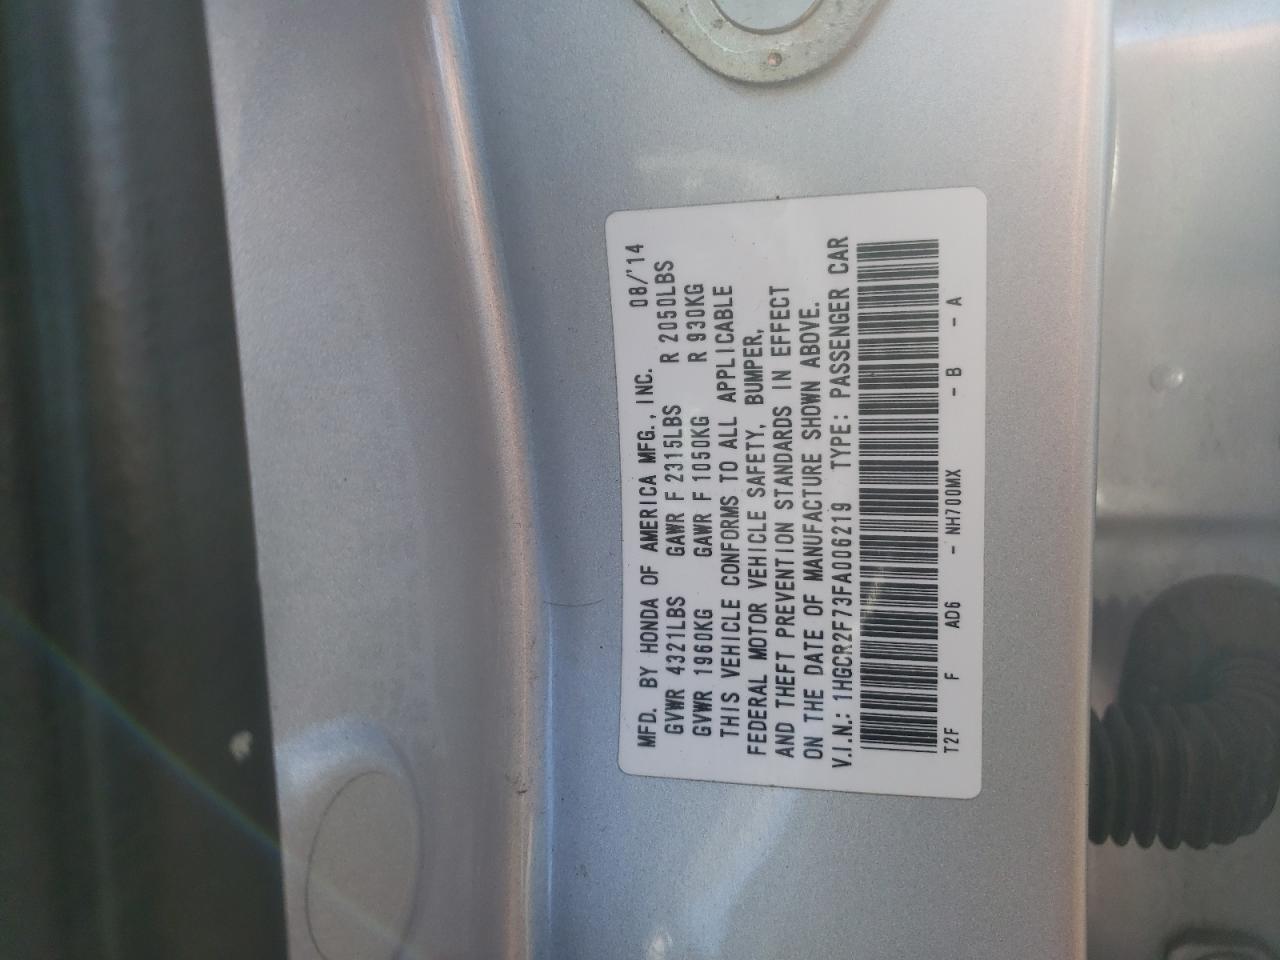 MFD. BY HONDA OF AMERICA MFG., INC. 08/'14
GVWR 4321LBS GAWR F 2315LBS R 2050LBS
GVWR 1960KG GAWR F 1050KG R 930KG
THIS VEHICLE CONFORMS TO ALL APPLICABLE
FEDERAL MOTOR VEHICLE SAFETY, BUMPER,
AND THEFT PREVENTION STANDARDS IN EFFECT
ON THE DATE OF MANUFACTURE SHOWN ABOVE.
V.I.N.: 1HGCR2F73FA006219 TYPE: PASSENGER CAR
T2F F AD6 - NH700MX - B - A